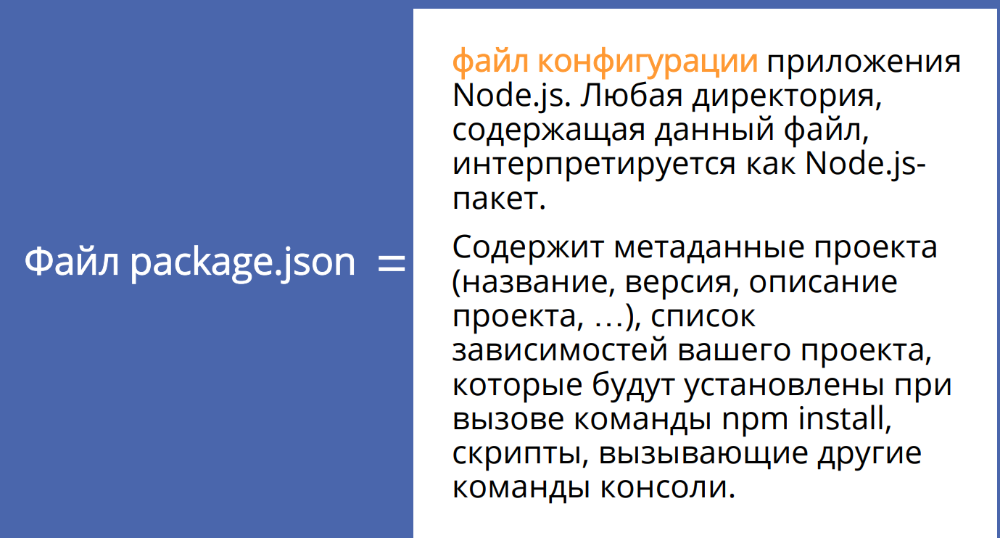 Файл package.json =
файл конфигурации приложения
Node.js. Любая директория,
содержащая данный файл,
интерпретируется как Node.js-
пакет.
Содержит метаданные проекта
(название, версия, описание
проекта, …), список
зависимостей вашего проекта,
которые будут установлены при
вызове команды npm install,
скрипты, вызывающие другие
команды консоли.